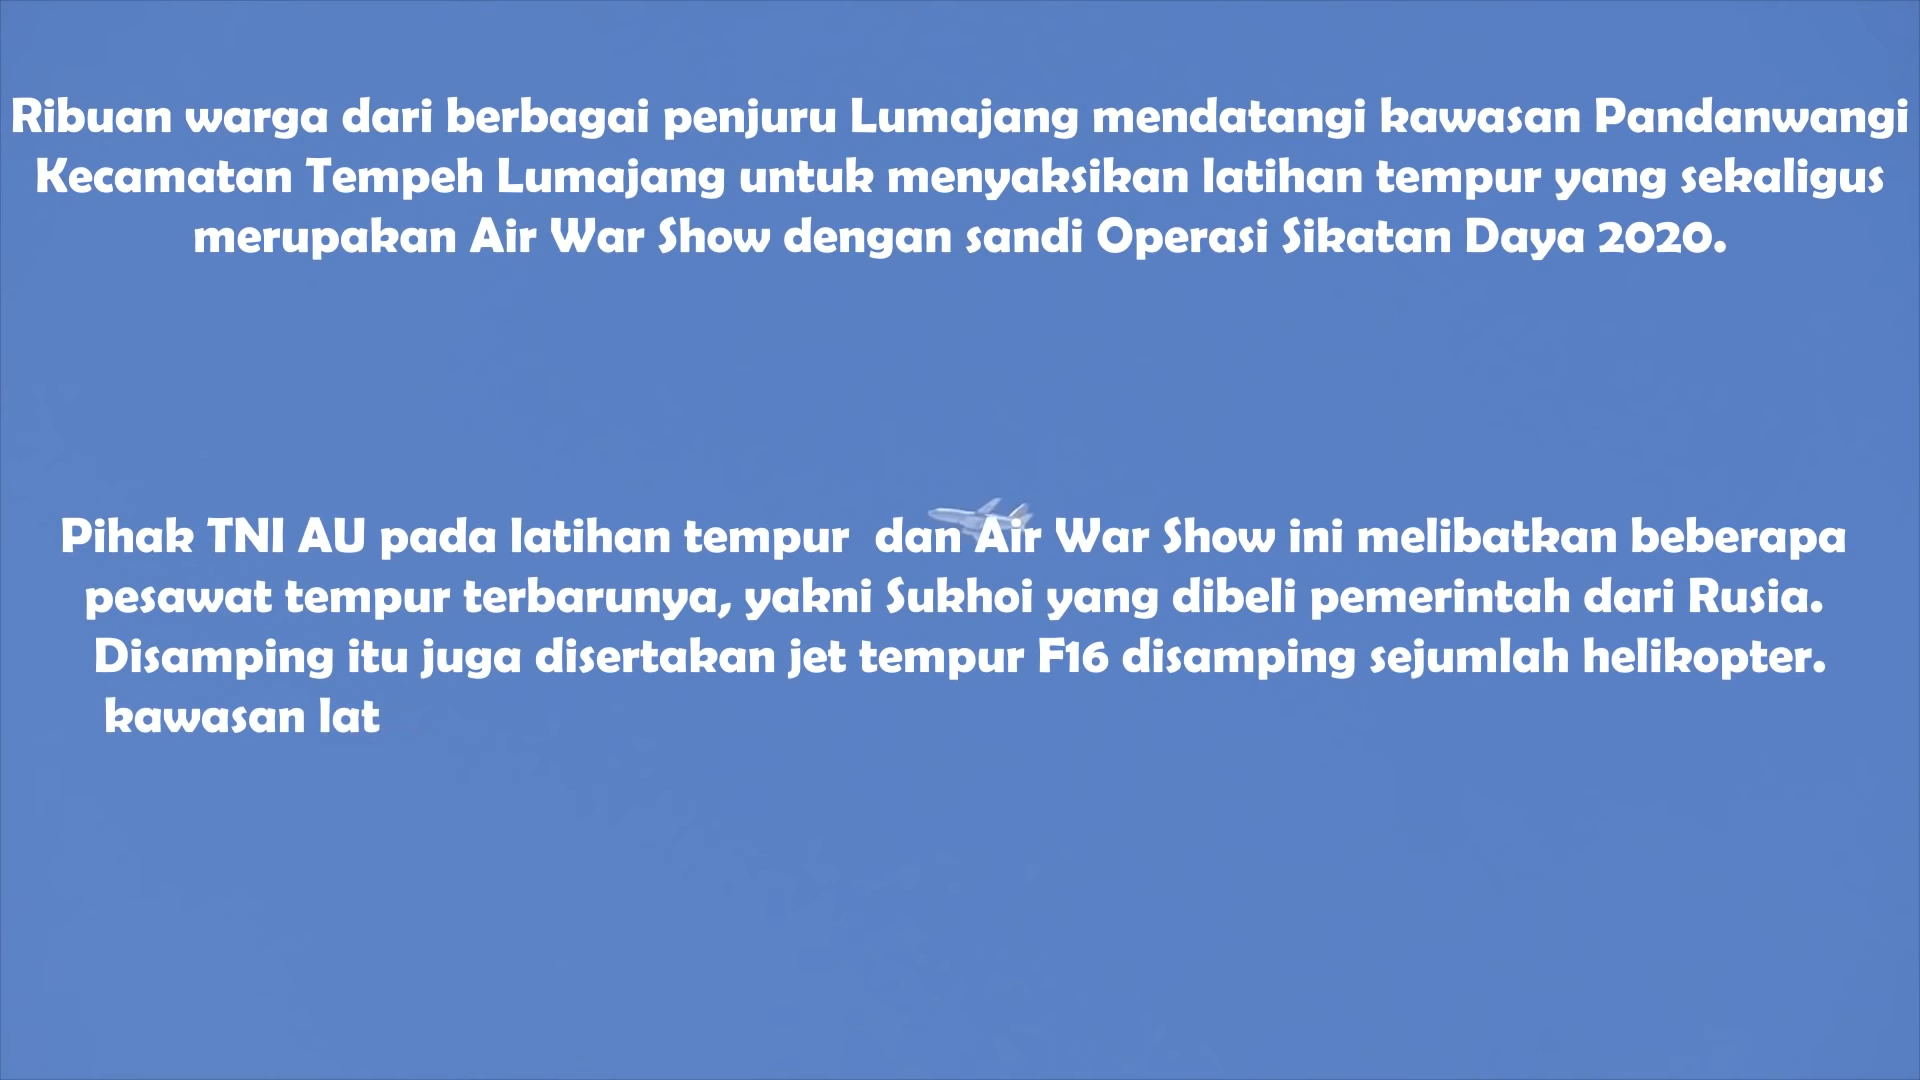 Ribuan warga dari berbagai penjuru Lumajang mendatangi kawasan Pandanwangi
Kecamatan Tempeh Lumajang untuk menyaksikan latihan tempur yang sekaligus
merupakan Air War Show dengan sandi Operasi Sikatan Daya 2020.
Pihak TNI AU pada latihan tempur  dan Air War Show ini melibatkan beberapa
pesawat tempur terbarunya, yakni Sukhoi yang dibeli pemerintah dari Rusia.
Disamping itu juga disertakan jet tempur F16 disamping sejumlah helikopter.
kawasan lat